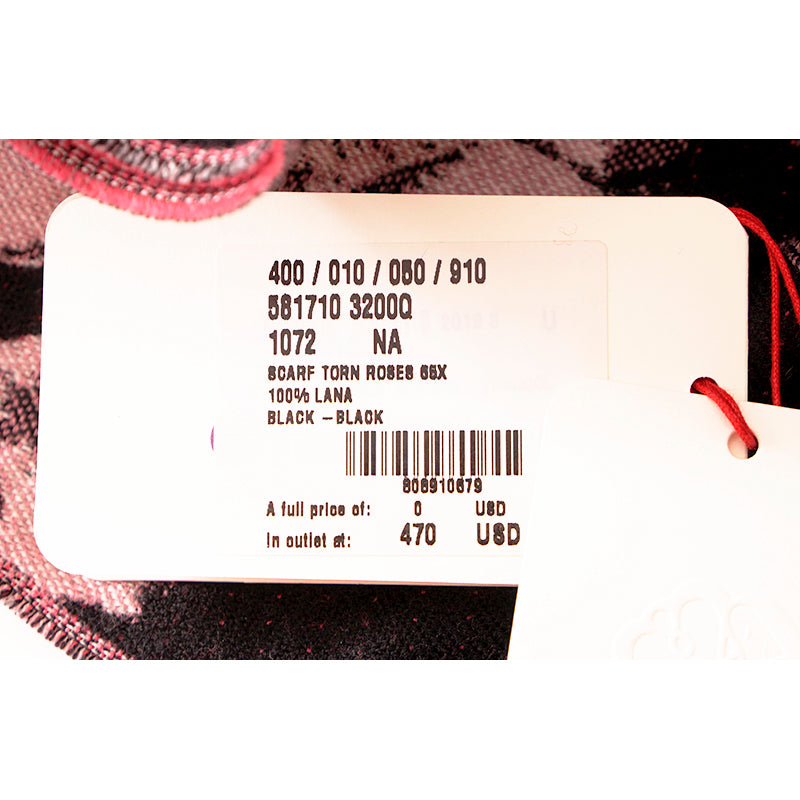 400 / 010 / 050 / 910
581710 3200Q
1072 NA
SCARF TORN ROSES 65X
100% LANA
BLACK - BLACK
808910679
A full price of: 0 USD
In outlet at: 470 USD